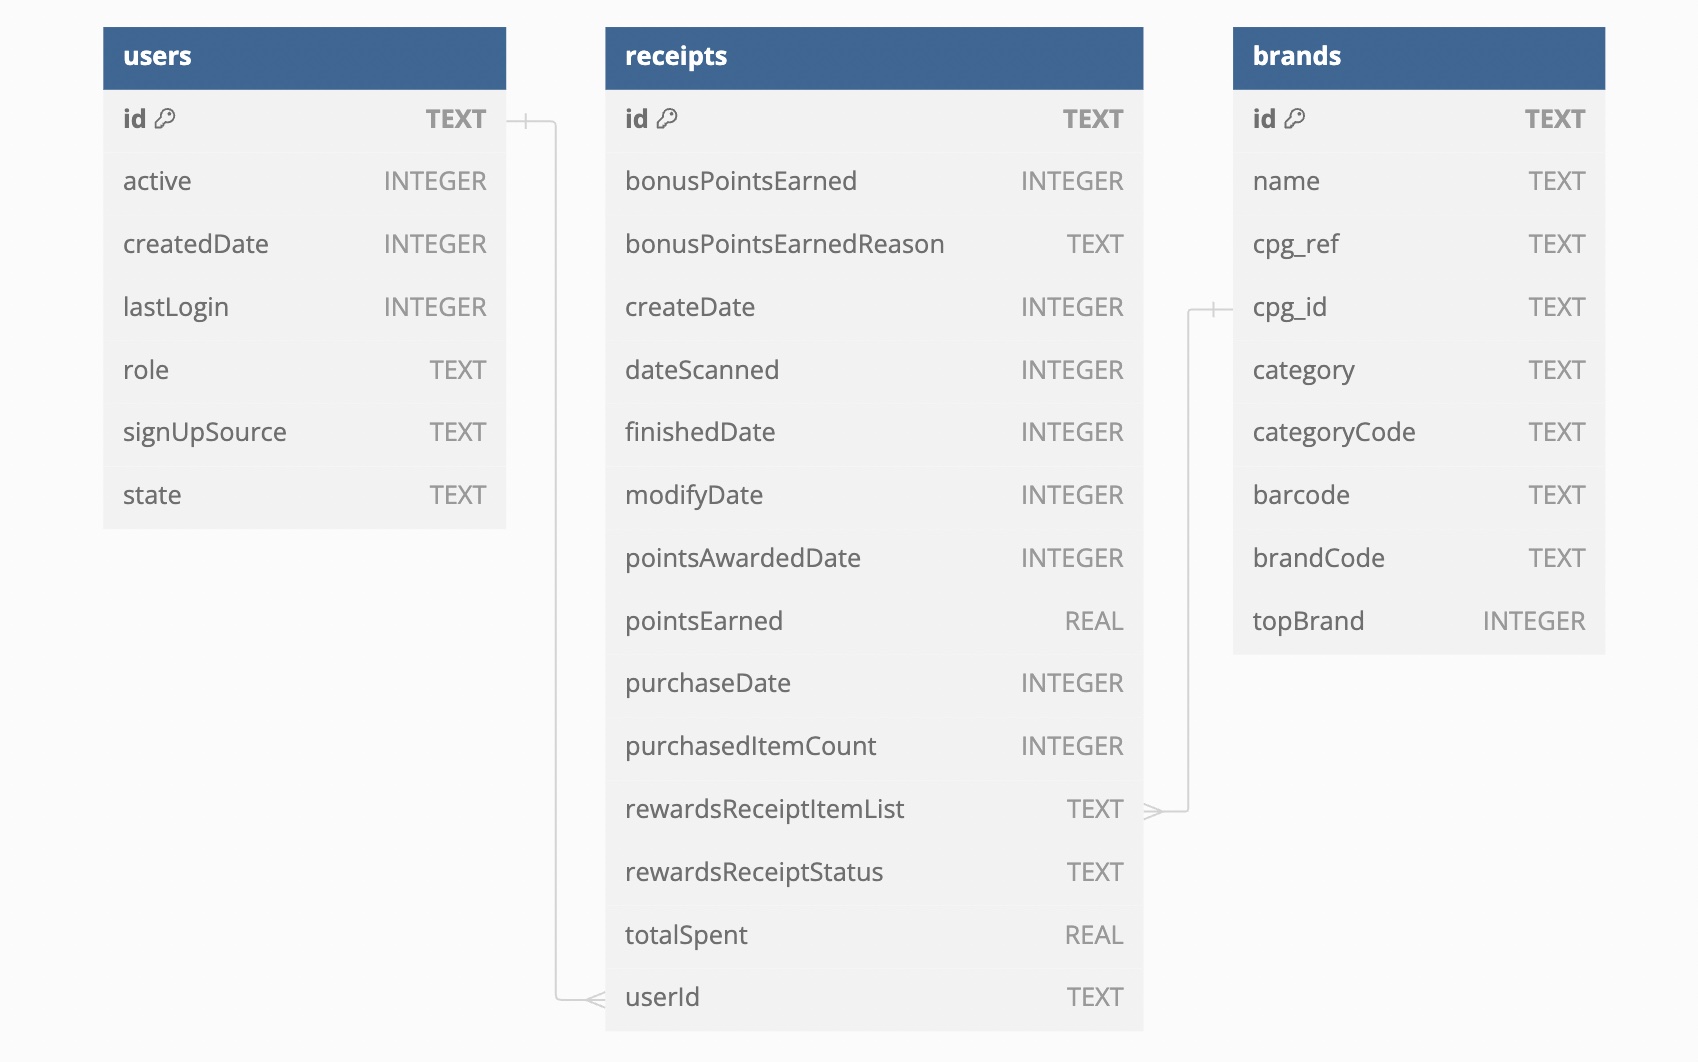 users
id TEXT
active INTEGER
createdDate INTEGER
lastLogin INTEGER
role TEXT
signUpSource TEXT
state TEXT
receipts
id TEXT
bonusPointsEarned INTEGER
bonusPointsEarnedReason TEXT
createDate INTEGER
dateScanned INTEGER
finishedDate INTEGER
modifyDate INTEGER
pointsAwardedDate INTEGER
pointsEarned REAL
purchaseDate INTEGER
purchasedItemCount INTEGER
rewardsReceiptItemList TEXT
rewardsReceiptStatus TEXT
totalSpent REAL
userId TEXT
brands
id TEXT
name TEXT
cpg_ref TEXT
cpg_id TEXT
category TEXT
categoryCode TEXT
barcode TEXT
brandCode TEXT
topBrand INTEGER